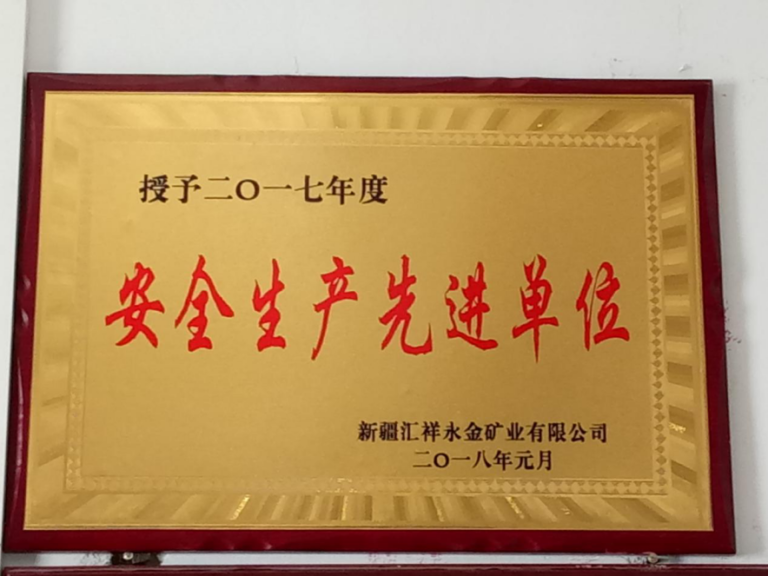 授予二〇一七年度
安全生产先进单位
新疆汇祥永金矿业有限公司
二〇一八年元月